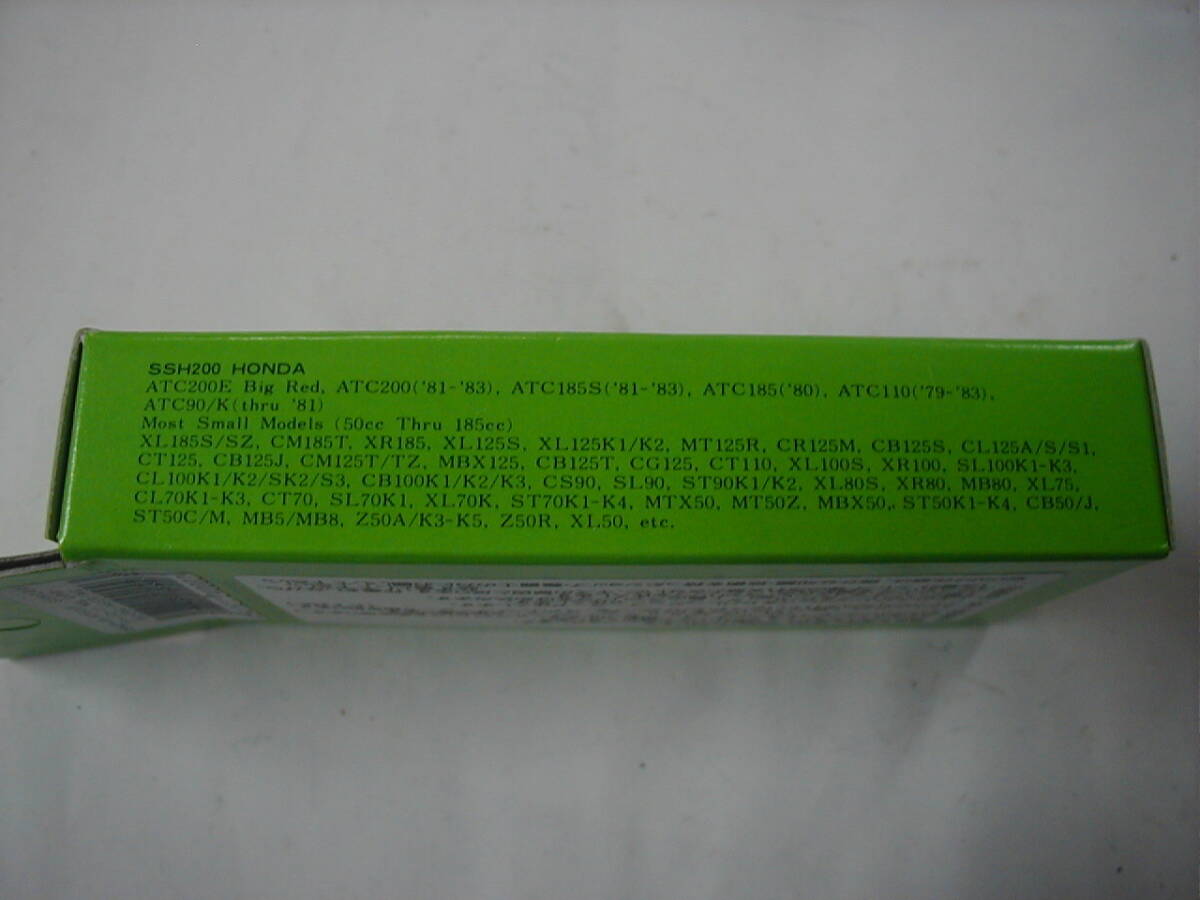 SSH200 HONDA
ATC200E Big Red, ATC200('81-'83), ATC185S('81-'83), ATC185('80), ATC110('79-'83),
ATC90/K(thru '81)
Most Small Models (50cc Thru 185cc)
XL185S/SZ, CM185T, XR185, XL125S, XL125K1/K2, MT125R, CR125M, CB125S, CL125A/S/S1,
CT125, CB125J, CM125T/TZ, MBX125, CB125T, CG125, CT110, XL100S, XR100, SL100K1-K3,
CL100K1/K2/SK2/S3, CB100K1/K2/K3, CS90, SL90, ST90K1/K2, XL80S, XR80, MB80, XL75,
CL70K1-K3, CT70, SL70K1, XL70K, ST70K1-K4, MTX50, MT50Z, MBX50, ST50K1-K4, CB50/J,
ST50C/M, MB5/MB8, Z50A/K3-K5, Z50R, XL50, etc.